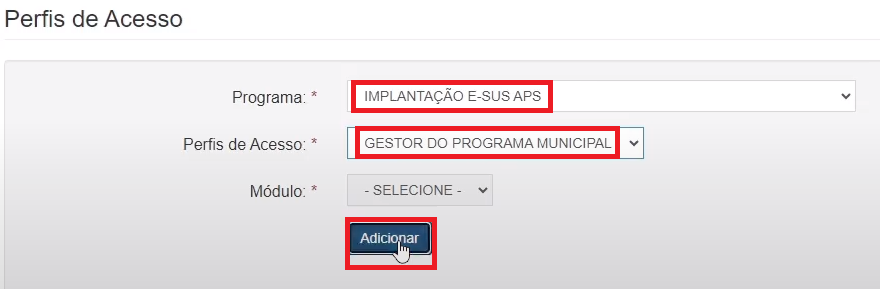 Perfis de Acesso
Programa: * IMPLANTAÇÃO E-SUS APS
Perfis de Acesso: * GESTOR DO PROGRAMA MUNICIPAL
Módulo: * - SELECIONE -
Adicionar